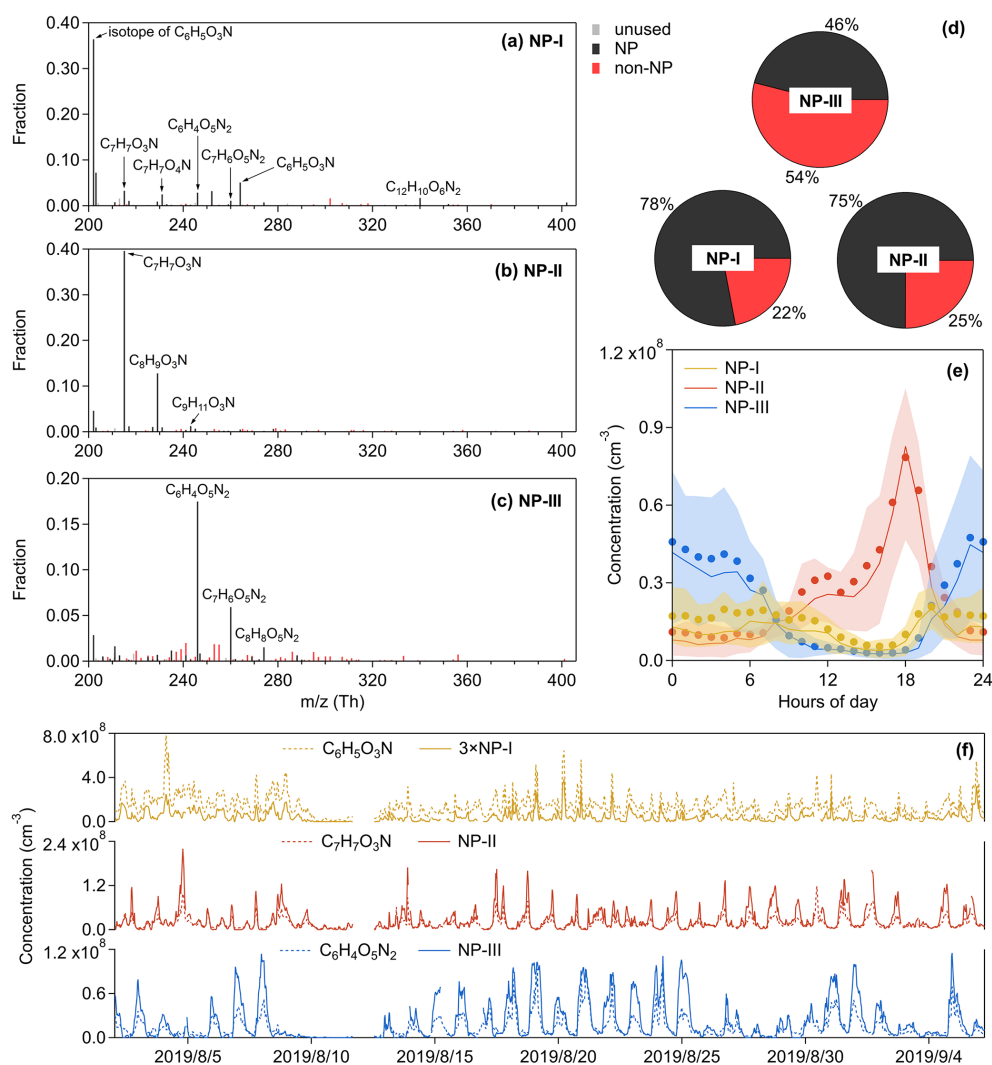 (a) NP-I
isotope of C₆H₅O₃N
C₇H₇O₃N
C₇H₇O₄N
C₆H₄O₅N₂
C₇H₆O₅N₂
C₆H₅O₃N
C₁₂H₁₀O₆N₂
Fraction
0.40
0.30
0.20
0.10
0.00
200 240 280 320 360 400
(b) NP-II
C₇H₇O₃N
C₈H₉O₃N
C₉H₁₁O₃N
Fraction
0.40
0.30
0.20
0.10
0.00
200 240 280 320 360 400
(c) NP-III
C₆H₄O₅N₂
C₇H₆O₅N₂
C₈H₈O₅N₂
Fraction
0.20
0.15
0.10
0.05
0.00
200 240 280 320 360 400
m/z (Th)
unused
NP
non-NP
(d)
46%
NP-III
54%
78%
NP-I
22%
75%
NP-II
25%
(e)
NP-I
NP-II
NP-III
Concentration (cm⁻³)
1.2 x10⁸
0.9
0.6
0.3
0.0
0 6 12 18 24
Hours of day
(f)
Concentration (cm⁻³)
8.0 x10⁸
4.0
0.0
C₆H₅O₃N 3×NP-I
2.4 x10⁸
1.2
0.0
C₇H₇O₃N NP-II
1.2 x10⁸
0.6
0.0
C₆H₄O₅N₂ NP-III
2019/8/5 2019/8/10 2019/8/15 2019/8/20 2019/8/25 2019/8/30 2019/9/4